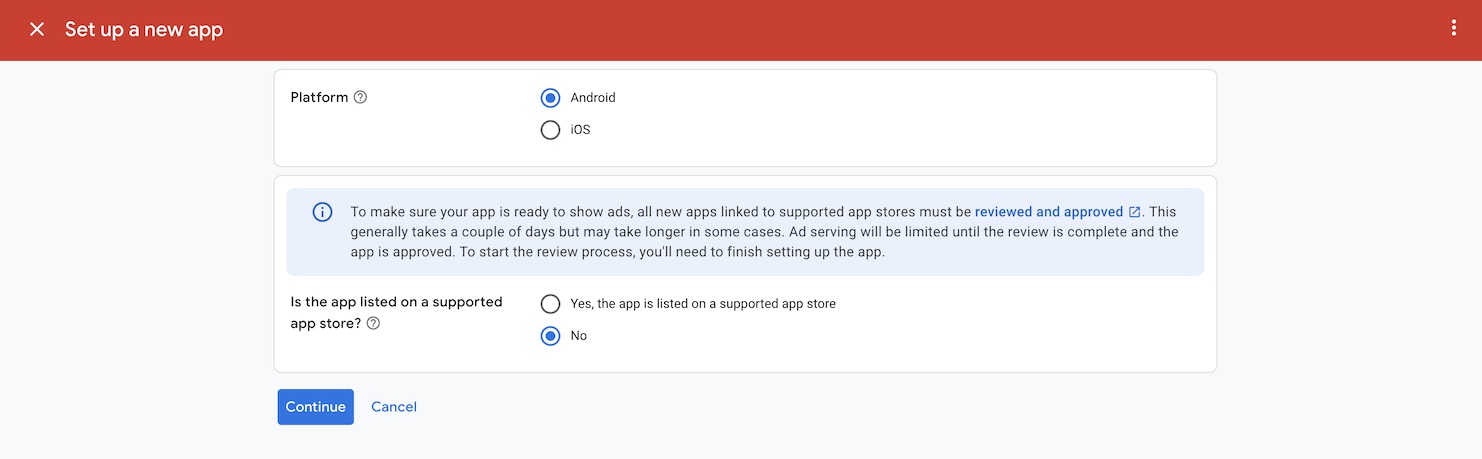 Set up a new app
Platform
Android
iOS
To make sure your app is ready to show ads, all new apps linked to supported app stores must be reviewed and approved. This
generally takes a couple of days but may take longer in some cases. Ad serving will be limited until the review is complete and the
app is approved. To start the review process, you'll need to finish setting up the app.
Is the app listed on a supported
app store?
Yes, the app is listed on a supported app store
No
Continue
Cancel